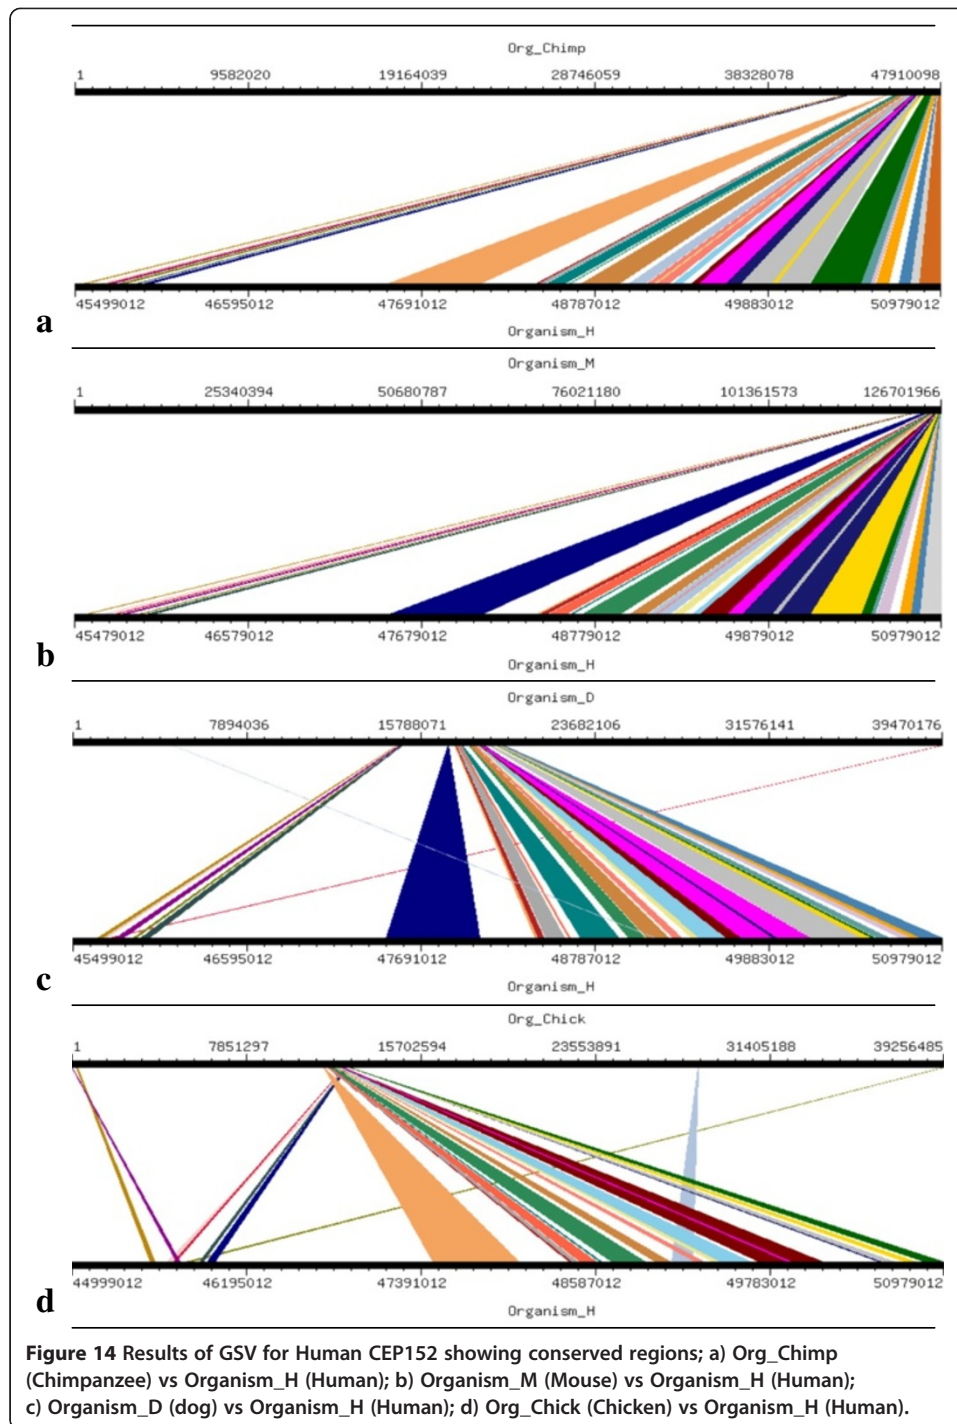 Org_Chimp
1 9582020 19164039 28746059 38328078 47910098
45499012 46595012 47691012 48787012 49883012 50979012
a
Organism_H
Organism_M
1 25340394 50680787 76021180 101361573 126701966
45479012 46579012 47679012 48779012 49879012 50979012
b
Organism_H
Organism_D
1 7894036 15788071 23682106 31576141 39470176
45499012 46595012 47691012 48787012 49883012 50979012
c
Organism_H
Org_Chick
1 7851297 15702594 23553891 31405188 39256485
44999012 46195012 47391012 48587012 49783012 50979012
d
Organism_H
Figure 14 Results of GSV for Human CEP152 showing conserved regions; a) Org_Chimp
(Chimpanzee) vs Organism_H (Human); b) Organism_M (Mouse) vs Organism_H (Human);
c) Organism_D (dog) vs Organism_H (Human); d) Org_Chick (Chicken) vs Organism_H (Human).